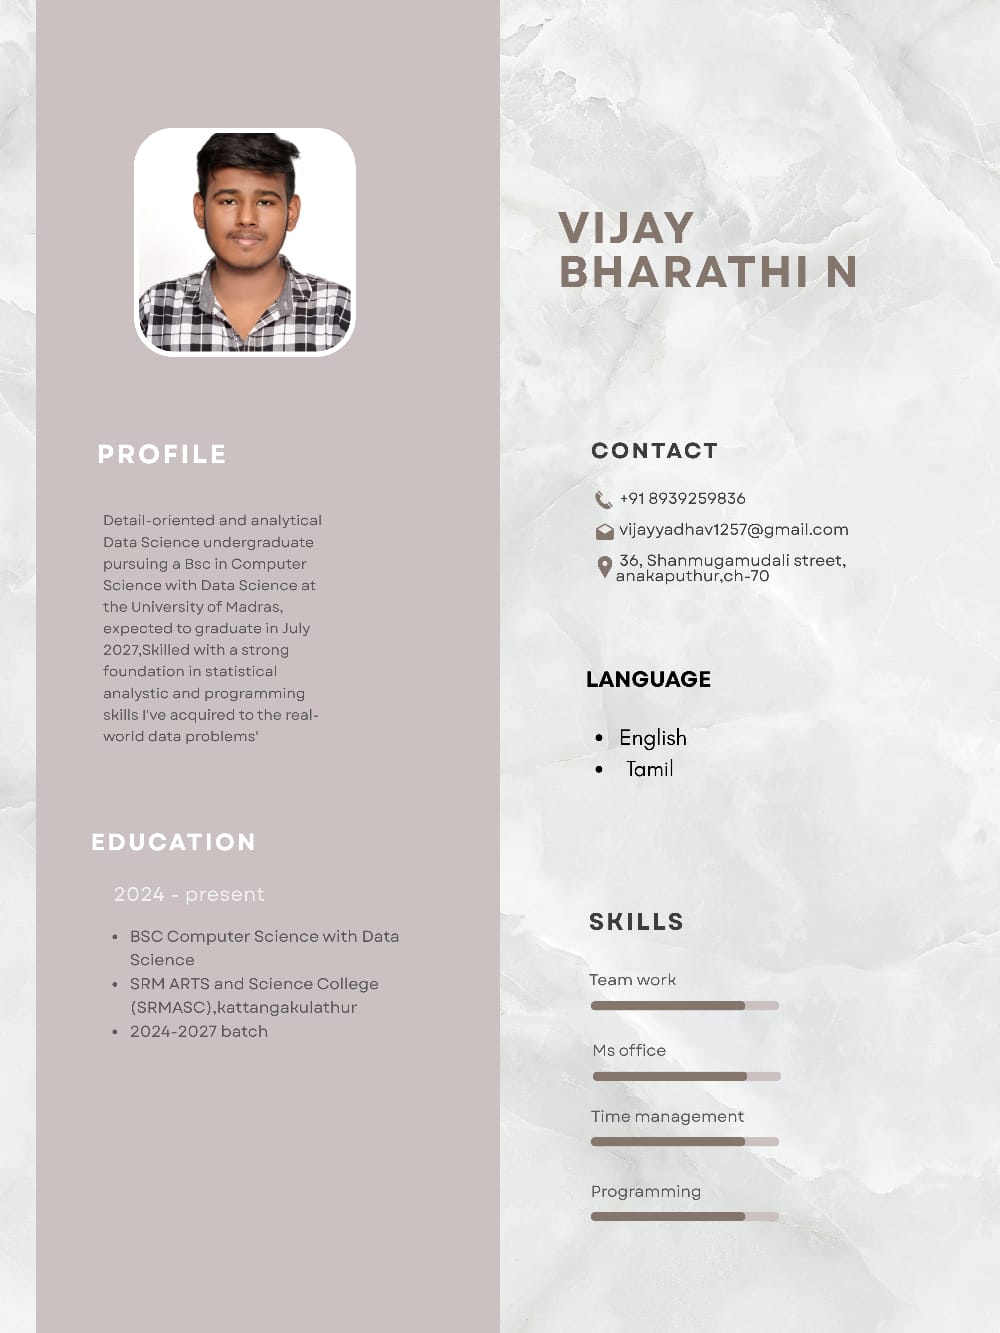 VIJAY
BHARATHI N
PROFILE
Detail-oriented and analytical
Data Science undergraduate
pursuing a Bsc in Computer
Science with Data Science at
the University of Madras,
expected to graduate in July
2027,Skilled with a strong
foundation in statistical
analystic and programming
skills I've acquired to the real-
world data problems'
EDUCATION
2024 - present
• BSC Computer Science with Data
Science
• SRM ARTS and Science College
(SRMASC),kattangakulathur
• 2024-2027 batch
CONTACT
+91 8939259836
vijayyadhav1257@gmail.com
36, Shanmugamudali street,
anakaputhur,ch-70
LANGUAGE
• English
• Tamil
SKILLS
Team work
Ms office
Time management
Programming